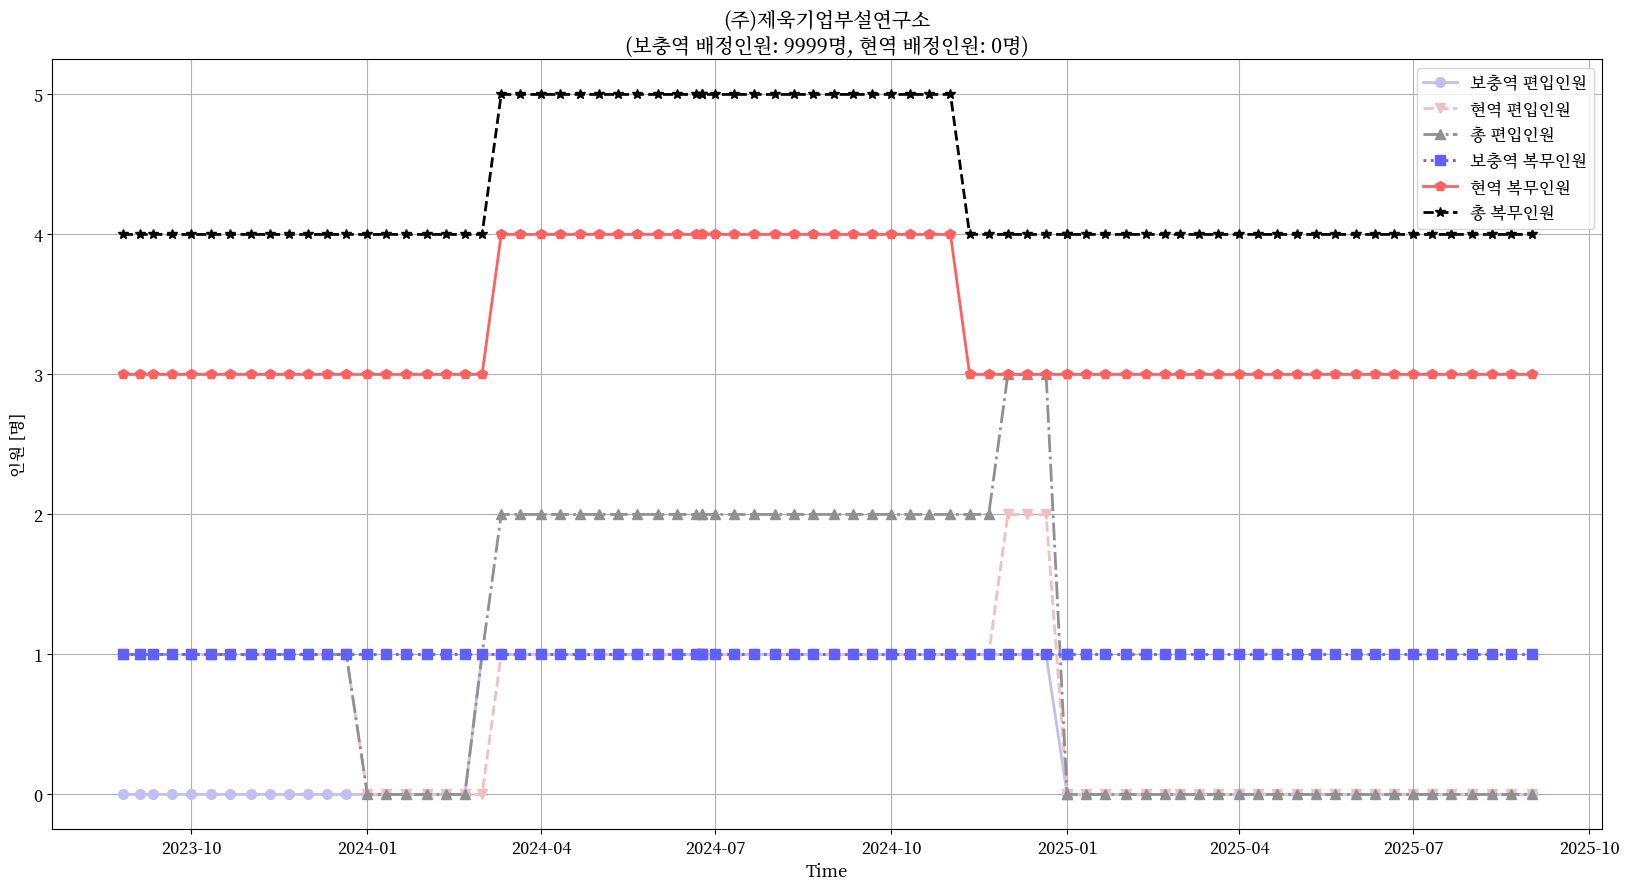 (주)제욱기업부설연구소
(보충역 배정인원: 9999명, 현역 배정인원: 0명)
보충역 편입인원
현역 편입인원
총 편입인원
보충역 복무인원
현역 복무인원
총 복무인원
5
4
3
2
1
0
인원 [명]
2023-10
2024-01
2024-04
2024-07
2024-10
2025-01
2025-04
2025-07
2025-10
Time